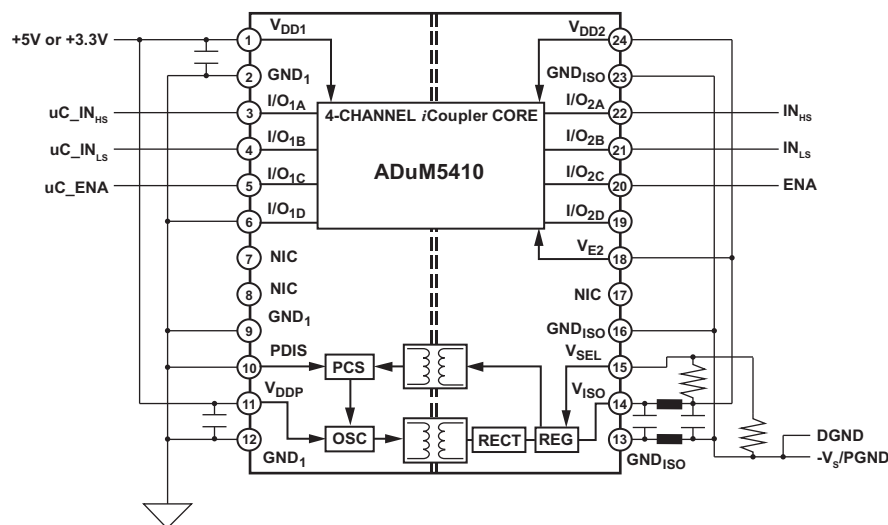 +5V or +3.3V
1
V_DD1
V_DD2
24
2
GND_1
GND_ISO
23
uC_IN_HS
3
I/O_1A
4-CHANNEL iCoupler CORE
I/O_2A
22
IN_HS
uC_IN_LS
4
I/O_1B
I/O_2B
21
IN_LS
ADuM5410
uC_ENA
5
I/O_1C
I/O_2C
20
ENA
6
I/O_1D
I/O_2D
19
7
NIC
V_E2
18
8
NIC
NIC
17
9
GND_1
GND_ISO
16
10
PDIS
PCS
V_SEL
15
11
V_DDP
V_ISO
14
12
GND_1
OSC
RECT
REG
GND_ISO
13
DGND
-V_S/PGND